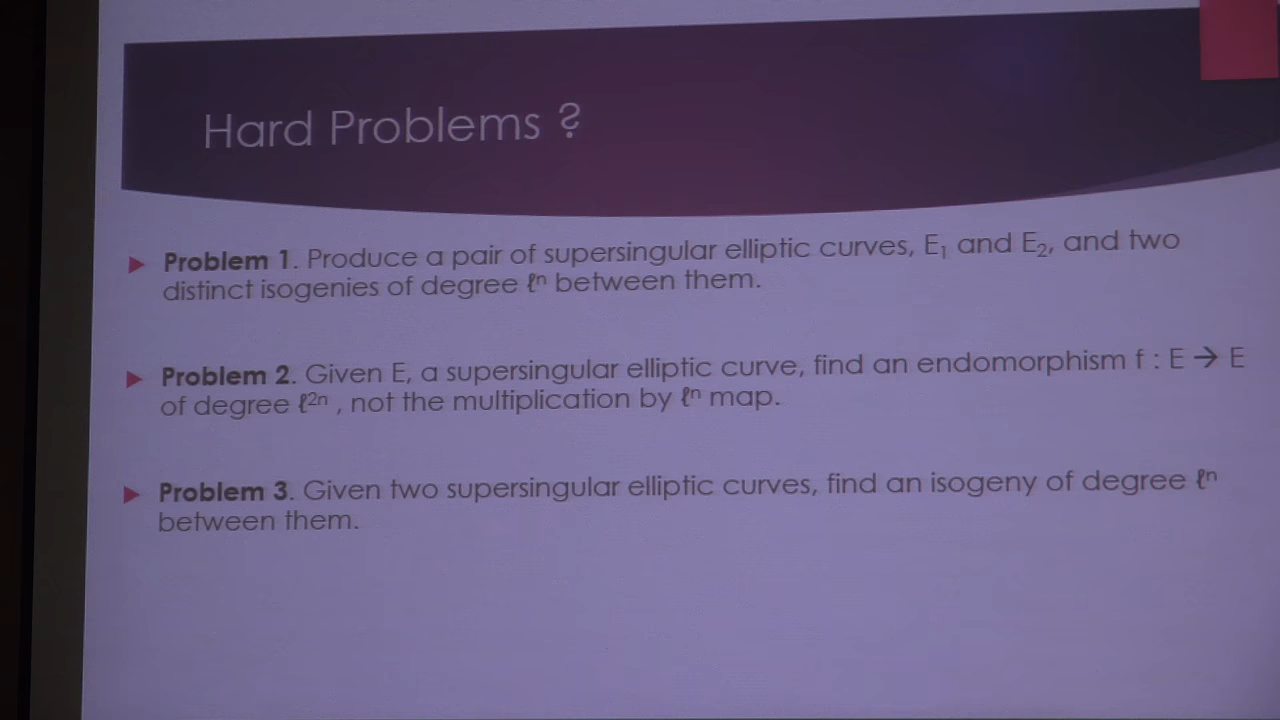 Hard Problems ?
▶ Problem 1. Produce a pair of supersingular elliptic curves, E₁ and E₂, and two
distinct isogenies of degree ℓⁿ between them.
▶ Problem 2. Given E, a supersingular elliptic curve, find an endomorphism f : E → E
of degree ℓ²ⁿ , not the multiplication by ℓⁿ map.
▶ Problem 3. Given two supersingular elliptic curves, find an isogeny of degree ℓⁿ
between them.